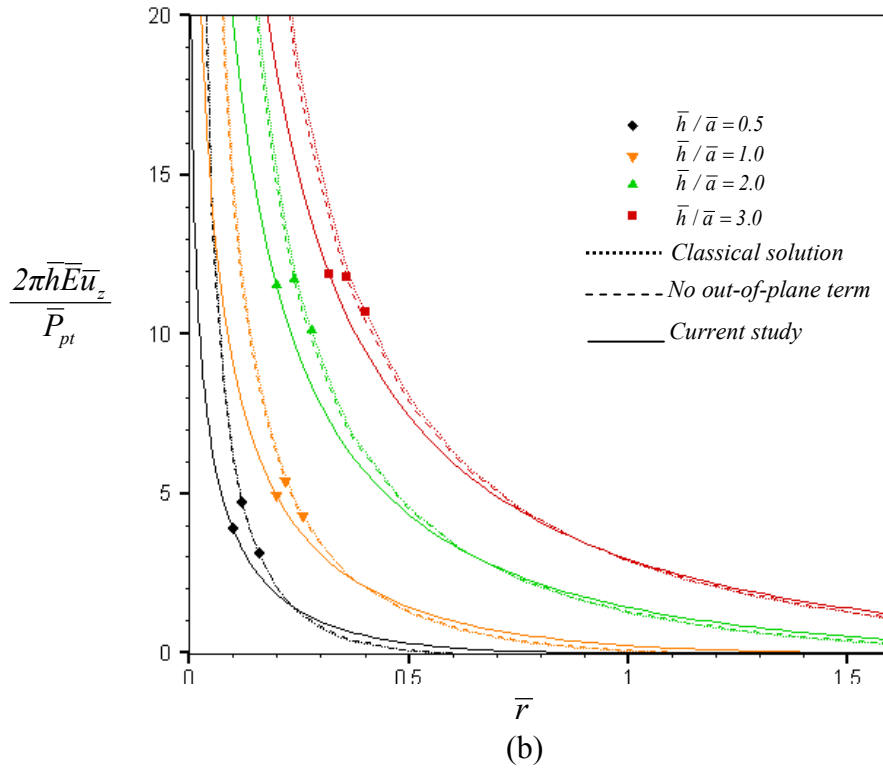 20
15
10
5
0
2πh̅E̅u̅_z
P̅_pt
h̅ / a̅ = 0.5
h̅ / a̅ = 1.0
h̅ / a̅ = 2.0
h̅ / a̅ = 3.0
Classical solution
No out-of-plane term
Current study
0 0.5 1 1.5
r̅
(b)